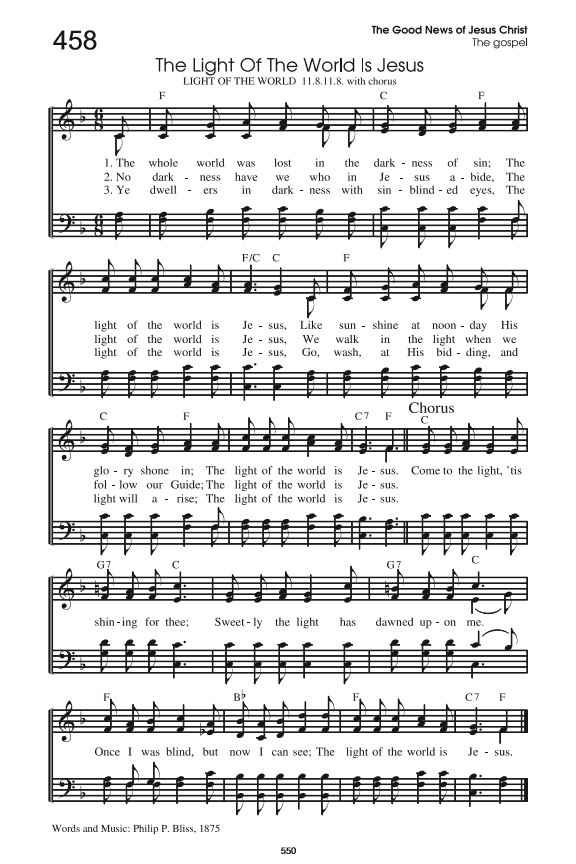 458
The Good News of Jesus Christ
The gospel
The Light Of The World Is Jesus
LIGHT OF THE WORLD 11.8.11.8. with chorus
F C F
1. The whole world was lost in the dark - ness of sin; The
2. No dark - ness have we who in Je - sus a - bide, The
3. Ye dwell - ers in dark - ness with sin - blind - ed eyes, The
F/C C F
light of the world is Je - sus, Like sun - shine at noon - day His
light of the world is Je - sus, We walk in the light when we
light of the world is Je - sus, Go, wash, at His bid - ding, and
Chorus
C F C7 F C
glo - ry shone in; The light of the world is Je - sus. Come to the light, 'tis
fol - low our Guide; The light of the world is Je - sus.
light will a - rise; The light of the world is Je - sus.
G7 C G7 C
shin - ing for thee; Sweet - ly the light has dawned up - on me.
F B♭ F C7 F
Once I was blind, but now I can see; The light of the world is Je - sus.
Words and Music: Philip P. Bliss, 1875
550